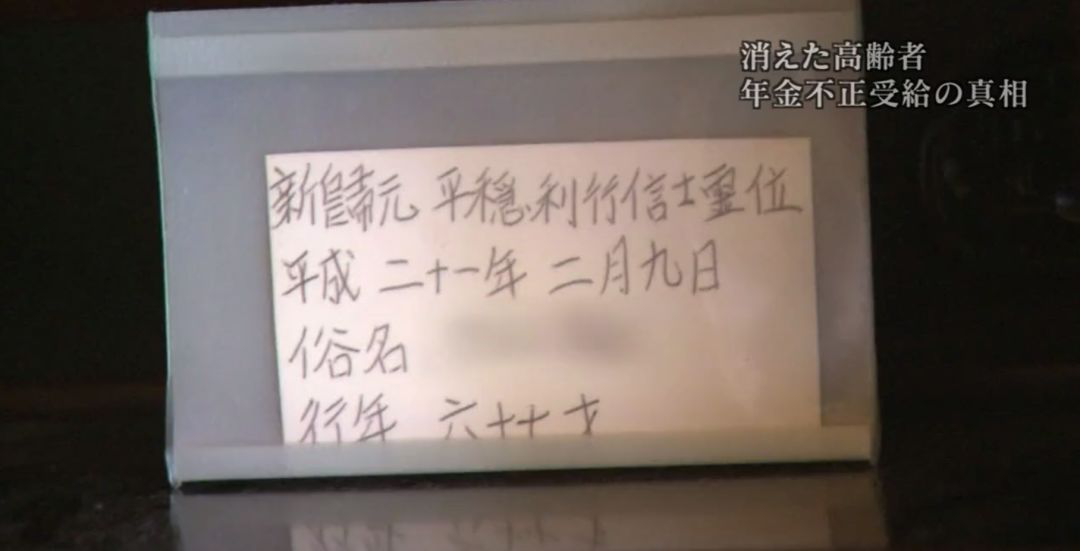 消えた高齢者
年金不正受給の真相
新歸元 平穏利行信士霊位
平成 二十一年 二月九日
俗名
行年 六十七才